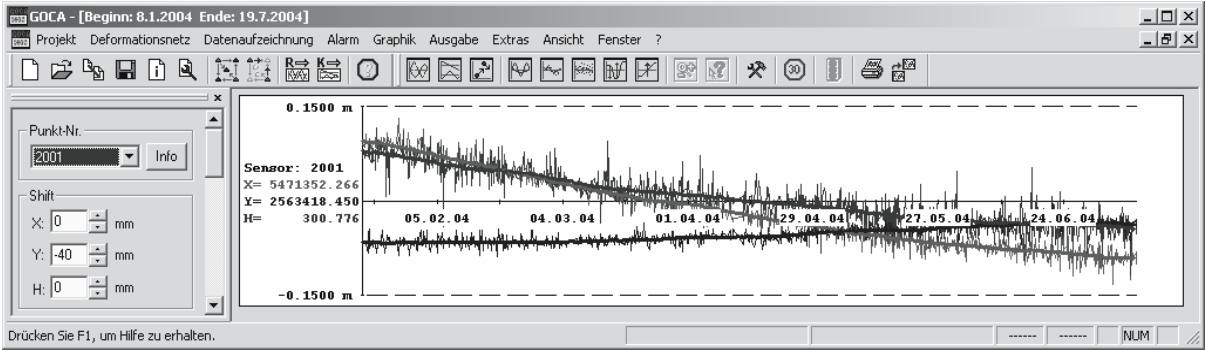 GOCA - [Beginn: 8.1.2004 Ende: 19.7.2004]
Projekt Deformationsnetz Datenaufzeichnung Alarm Graphik Ausgabe Extras Ansicht Fenster ?
R K
30
Punkt-Nr.
2001 Info
Shift
X: 0 mm
Y: -40 mm
H: 0 mm
0.1500 m
Sensor: 2001
X= 5471352.266
Y= 2563418.450
H= 300.776
05.02.04 04.03.04 01.04.04 29.04.04 27.05.04 24.06.04
-0.1500 m
Drücken Sie F1, um Hilfe zu erhalten.
------ ------ NUM